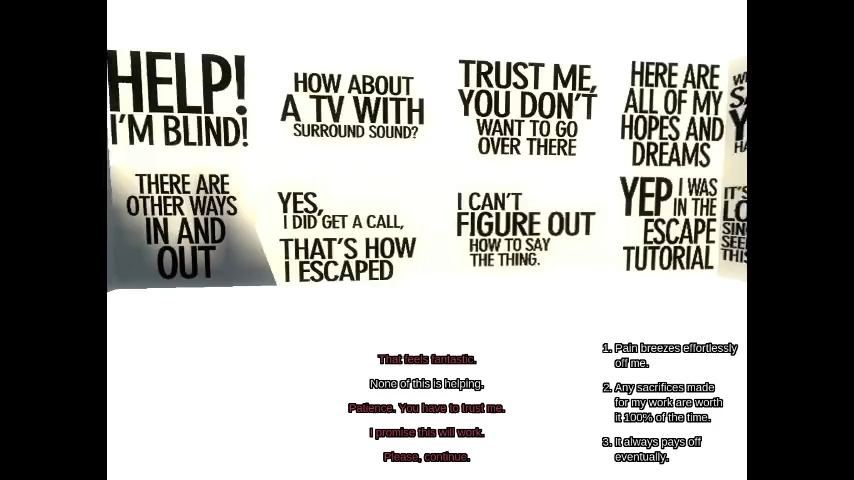 HELP!
I'M BLIND!
HOW ABOUT
A TV WITH
SURROUND SOUND?
TRUST ME,
YOU DON'T
WANT TO GO
OVER THERE
HERE ARE
ALL OF MY
HOPES AND
DREAMS
THERE ARE
OTHER WAYS
IN AND
OUT
YES,
I DID GET A CALL,
THAT'S HOW
I ESCAPED
I CAN'T
FIGURE OUT
HOW TO SAY
THE THING.
YEP I WAS
IN THE
ESCAPE
TUTORIAL
IT'S
THIS
That feels fantastic.
None of this is helping.
Patience. You have to trust me.
I promise this will work.
Please, continue.
1. Pain breezes effortlessly
off me.
2. Any sacrifices made
for my work are worth
it 100% of the time.
3. It always pays off
eventually.